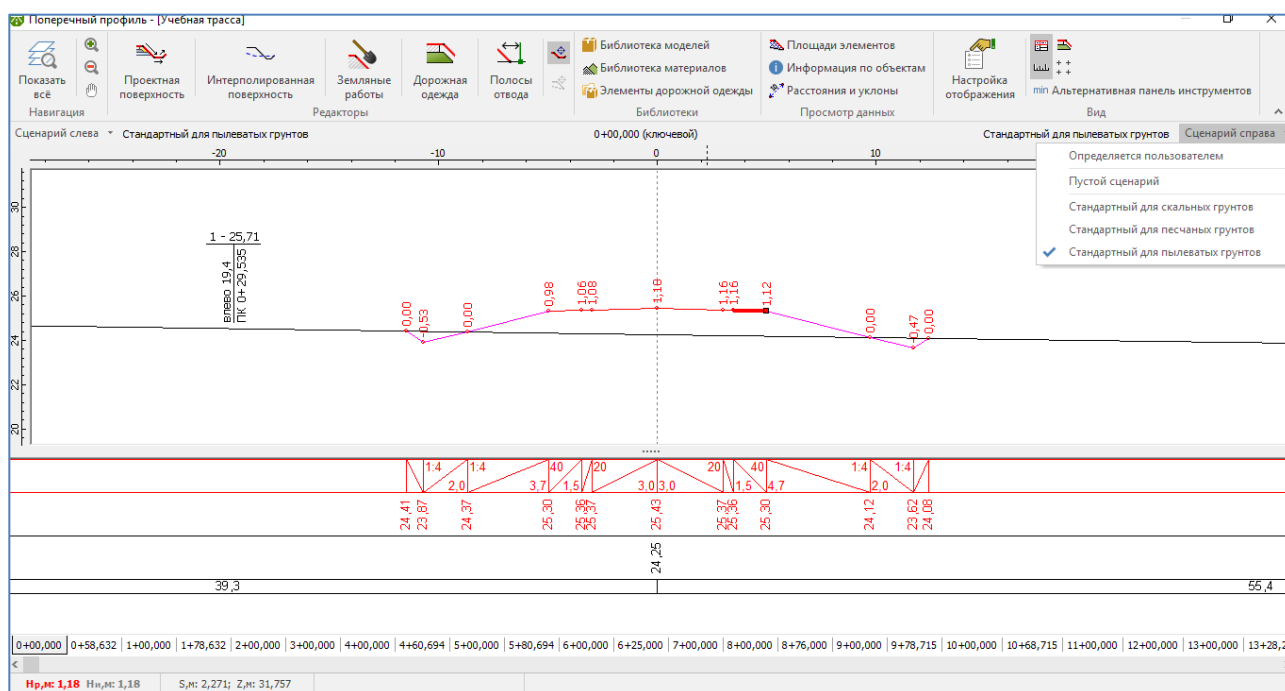 Поперечный профиль - [Учебная трасса]
Показать всё
Навигация
Проектная поверхность
Интерполированная поверхность
Земляные работы
Дорожная одежда
Полосы отвода
Редакторы
Библиотека моделей
Библиотека материалов
Элементы дорожной одежды
Библиотеки
Площади элементов
Информация по объектам
Расстояния и уклоны
Просмотр данных
Настройка отображения
min Альтернативная панель инструментов
Вид
Сценарий слева Стандартный для пылеватых грунтов 0+00,000 (ключевой) Стандартный для пылеватых грунтов Сценарий справа
Определяется пользователем
Пустой сценарий
Стандартный для скальных грунтов
Стандартный для песчаных грунтов
Стандартный для пылеватых грунтов
-20 -10 0 10
30
28
26
24
22
20
1 - 25,71
влево 19,4
ПК 0+ 29,535
0,00 -0,53 0,00 0,98 1,06 1,08 1,18 1,16 1,16 1,12 0,00 -0,47 0,00
1:4 1:4 40 20 20 40 1:4 1:4
2,0 3,7 1,5 3,0 3,0 1,5 4,7 2,0
24,41 23,87 24,37 25,30 25,36 25,37 25,43 25,37 25,36 25,30 24,12 23,62 24,08
24,25
39,3 55,4
0+00,000 0+58,632 1+00,000 1+78,632 2+00,000 3+00,000 4+00,000 4+60,694 5+00,000 5+80,694 6+00,000 6+25,000 7+00,000 8+00,000 8+76,000 9+00,000 9+78,715 10+00,000 10+68,715 11+00,000 12+00,000 13+00,000 13+28,2
Нр,м: 1,18 Ни,м: 1,18 S,м: 2,271; Z,м: 31,757